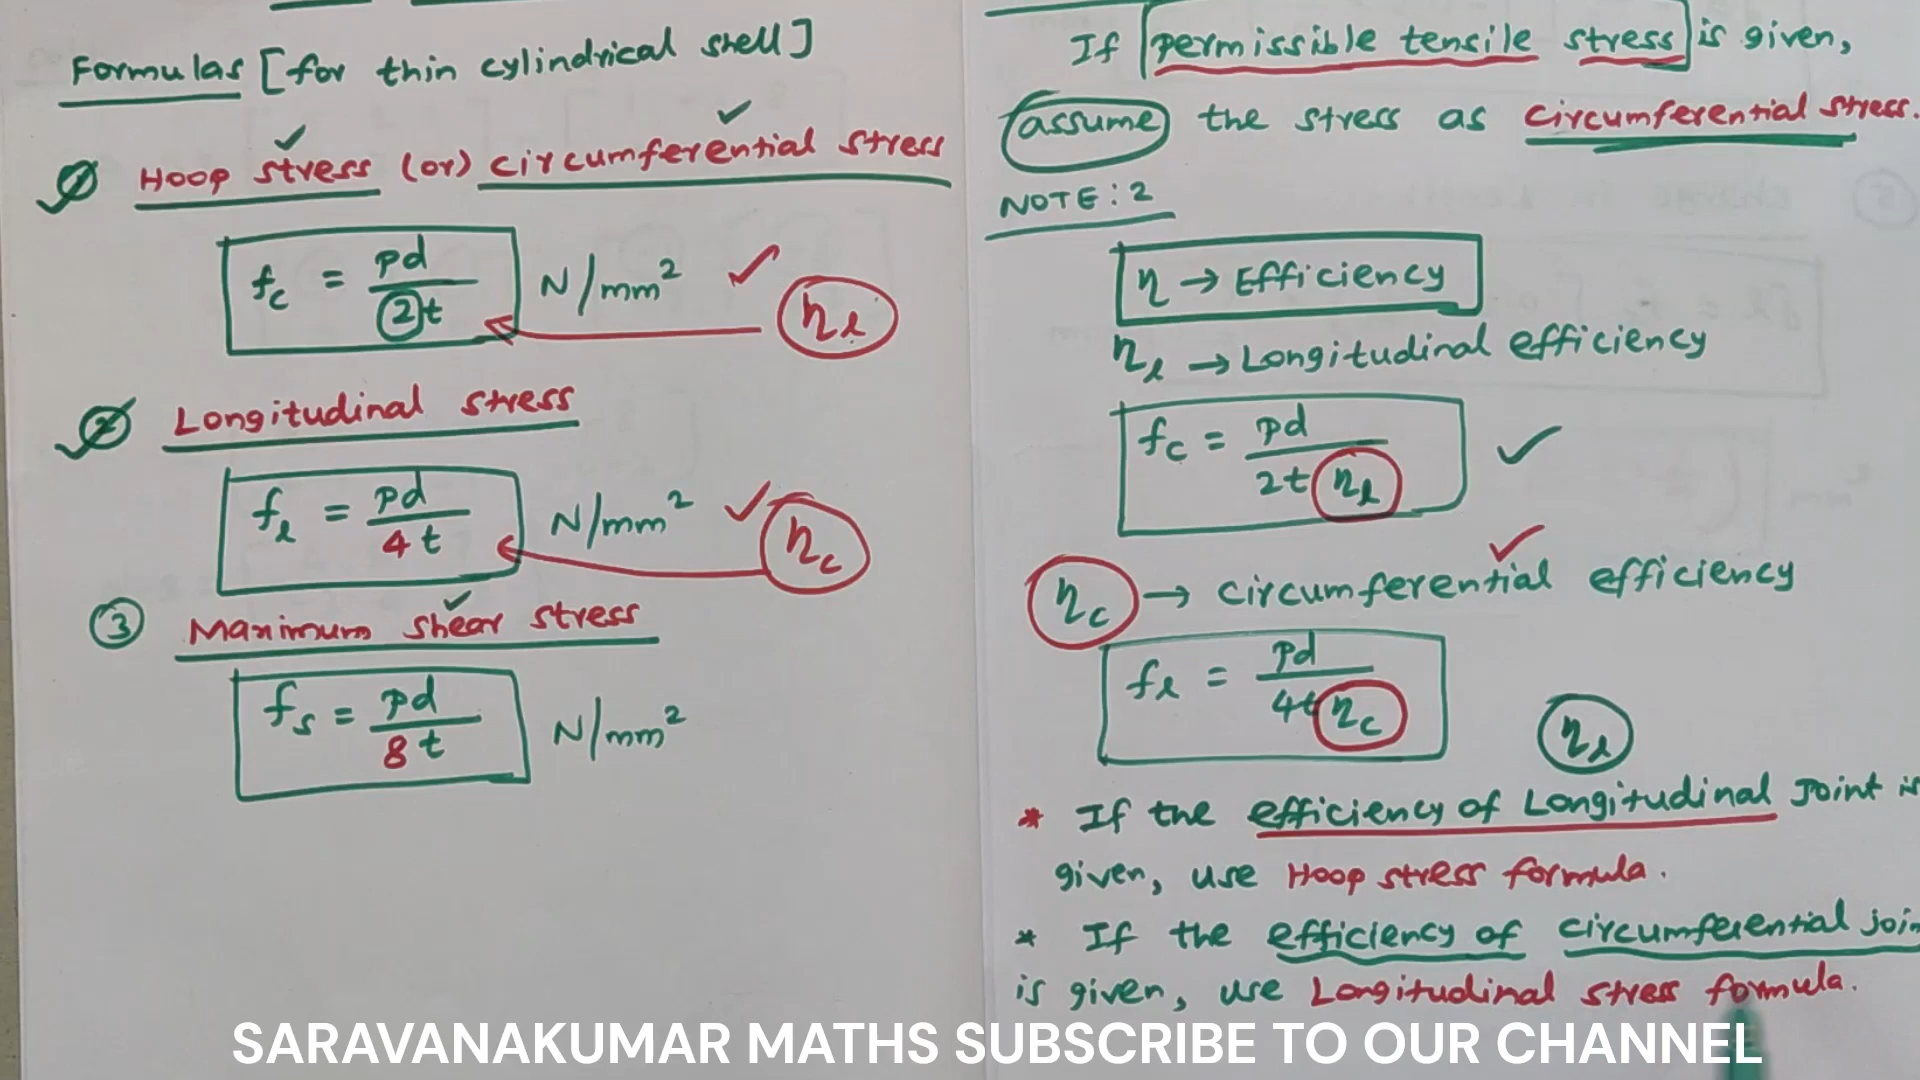 Formulas [for thin cylindrical shell]
1 Hoop stress (or) circumferential stress
fc = pd / 2t N/mm² ηl
2 Longitudinal stress
fl = pd / 4t N/mm² ηc
3 Maximum shear stress
fs = pd / 8t N/mm²
If permissible tensile stress is given,
assume the stress as circumferential stress.
NOTE: 2
η → Efficiency
ηl → Longitudinal efficiency
fc = pd / 2t ηl
ηc → circumferential efficiency
fl = pd / 4t ηc
ηl
* If the efficiency of Longitudinal Joint is
given, use Hoop stress formula.
* If the efficiency of circumferential join
is given, use Longitudinal stress formula.
SARAVANAKUMAR MATHS SUBSCRIBE TO OUR CHANNEL